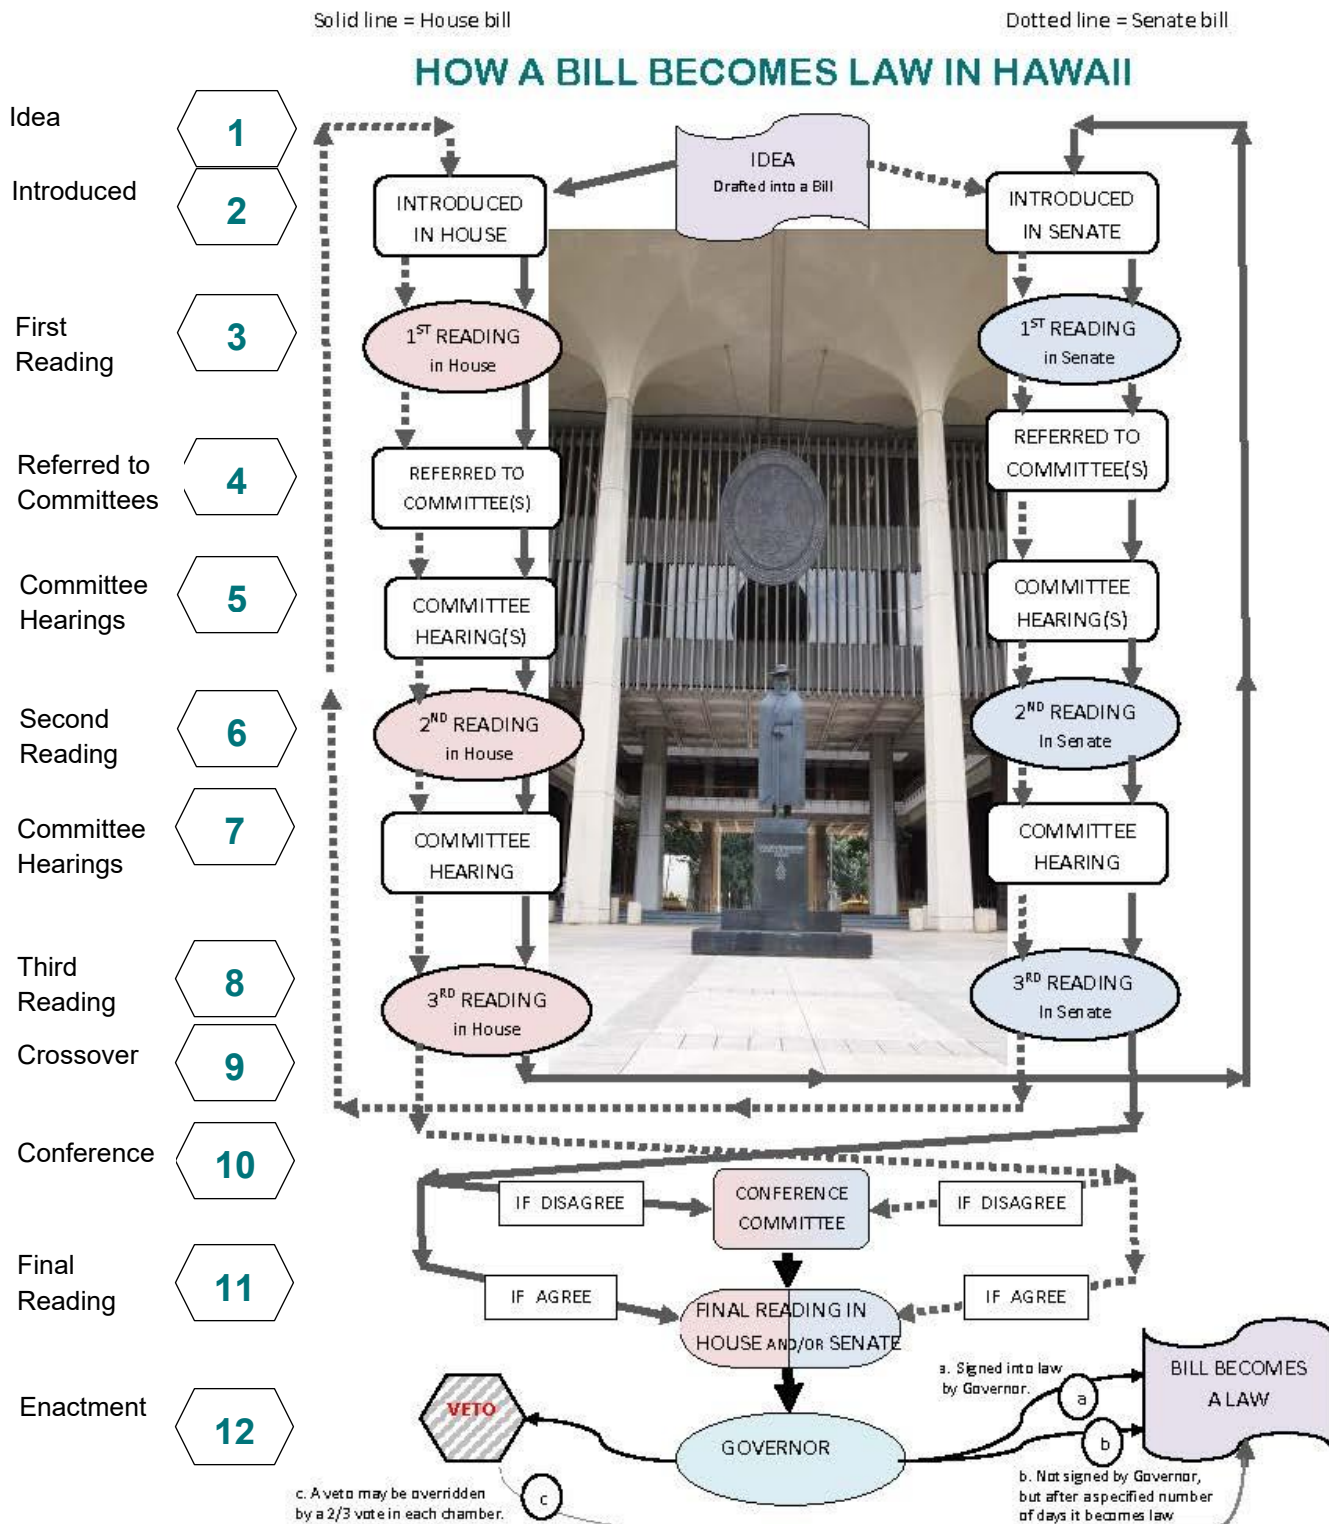 Solid line = House bill
Dotted line = Senate bill
HOW A BILL BECOMES LAW IN HAWAII
Idea
1
IDEA
Drafted into a Bill
Introduced
2
INTRODUCED
IN HOUSE
INTRODUCED
IN SENATE
First
Reading
3
1ST READING
in House
1ST READING
in Senate
Referred to
Committees
4
REFERRED TO
COMMITTEE(S)
REFERRED TO
COMMITTEE(S)
Committee
Hearings
5
COMMITTEE
HEARING(S)
COMMITTEE
HEARING(S)
Second
Reading
6
2ND READING
in House
2ND READING
In Senate
Committee
Hearings
7
COMMITTEE
HEARING
COMMITTEE
HEARING
Third
Reading
8
3RD READING
in House
3RD READING
In Senate
Crossover
9
Conference
10
IF DISAGREE
CONFERENCE
COMMITTEE
IF DISAGREE
Final
Reading
11
IF AGREE
FINAL READING IN
HOUSE AND/OR SENATE
IF AGREE
Enactment
12
VETO
GOVERNOR
a. Signed into law
by Governor.
a
BILL BECOMES
A LAW
b
b. Not signed by Governor,
but after a specified number
of days it becomes law
c. A veto may be overridden
by a 2/3 vote in each chamber.
c